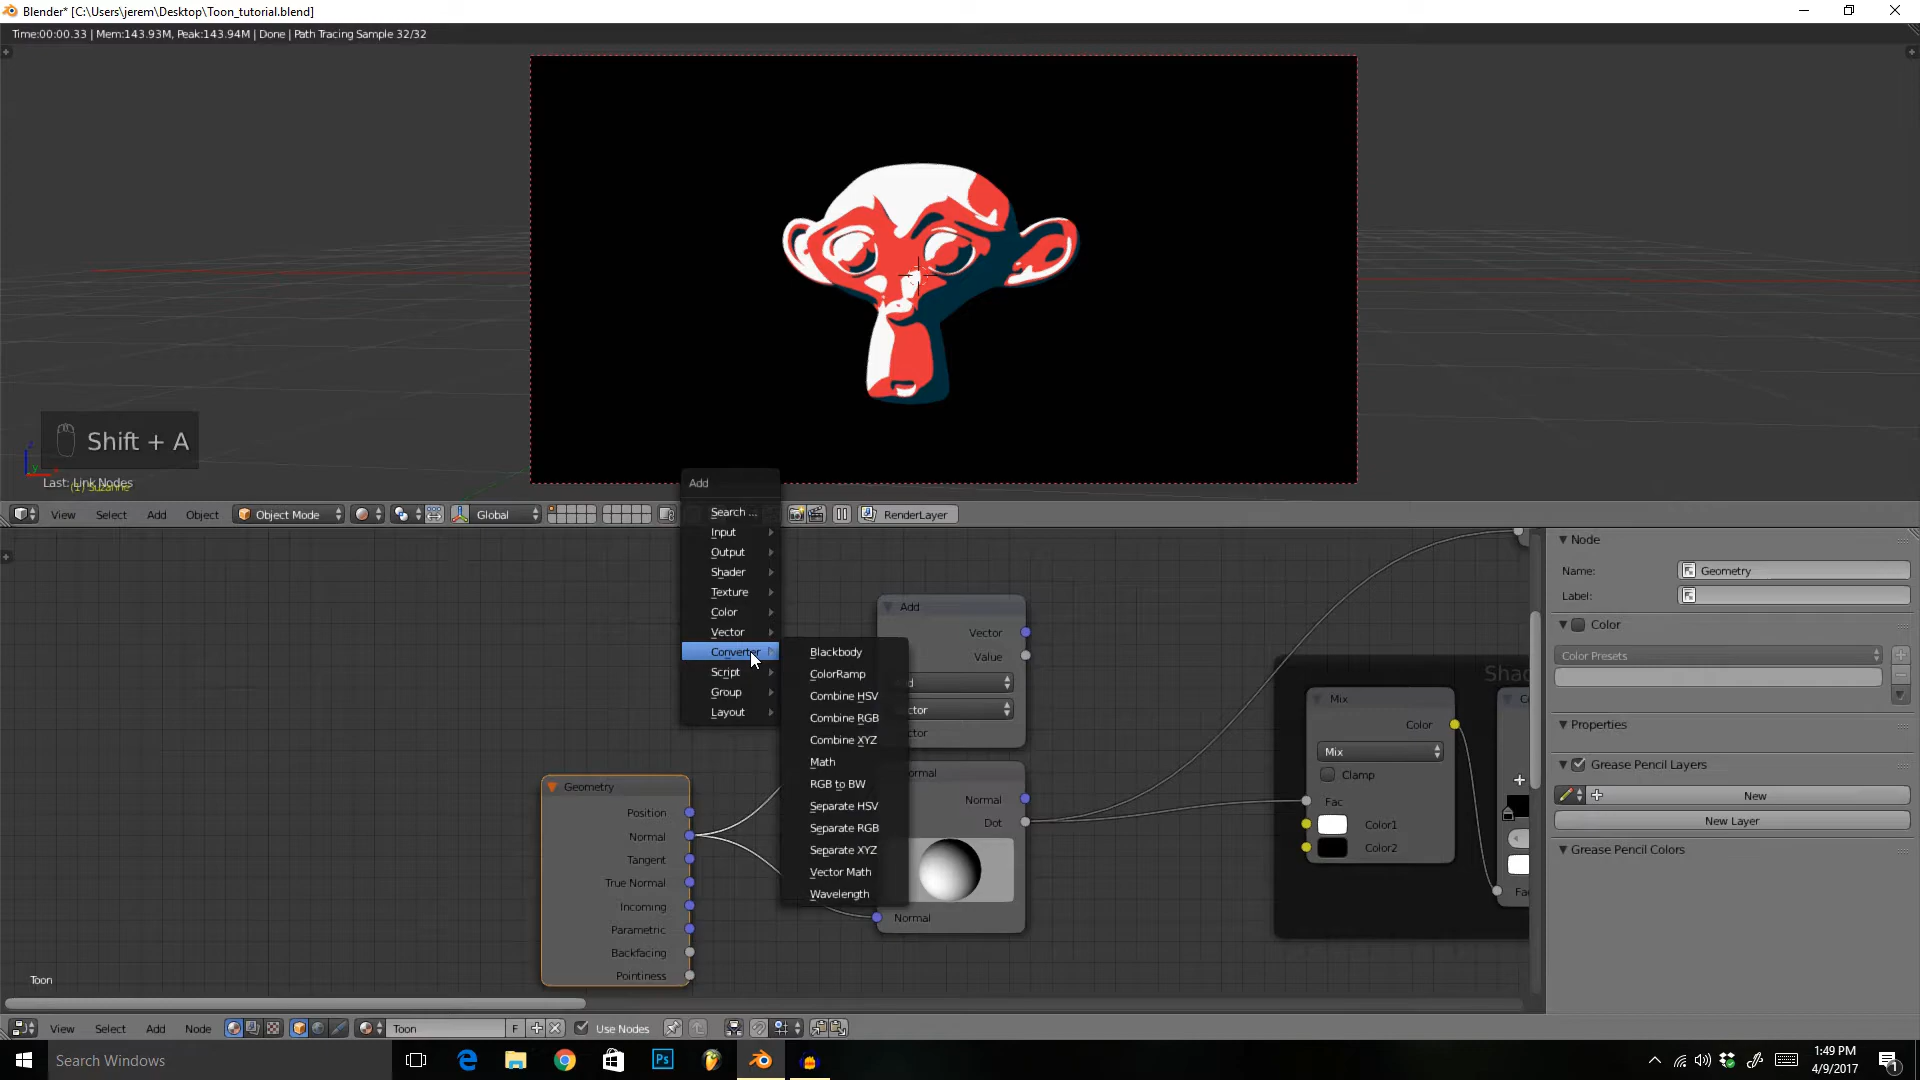 Blender* [C:\Users\jerem\Desktop\Toon_tutorial.blend]
Time:00:00.33 | Mem:143.93M, Peak:143.94M | Done | Path Tracing Sample 32/32
Shift + A
Last: Link Nodes
(1) Suzanne
View Select Add Object Object Mode Global RenderLayer
Add
Search ...
Input
Output
Shader
Texture
Color
Vector
Converter
Script
Group
Layout
Blackbody
ColorRamp
Combine HSV
Combine RGB
Combine XYZ
Math
RGB to BW
Separate HSV
Separate RGB
Separate XYZ
Vector Math
Wavelength
Add
Vector
Value
Normal
Dot
Normal
Geometry
Position
Normal
Tangent
True Normal
Incoming
Parametric
Backfacing
Pointiness
Mix
Color
Mix
Clamp
Fac
Color1
Color2
Node
Name: Geometry
Label:
Color
Color Presets
Properties
Grease Pencil Layers
New
New Layer
Grease Pencil Colors
Toon
View Select Add Node Toon F Use Nodes
Search Windows
Ps
1:49 PM
4/9/2017
1